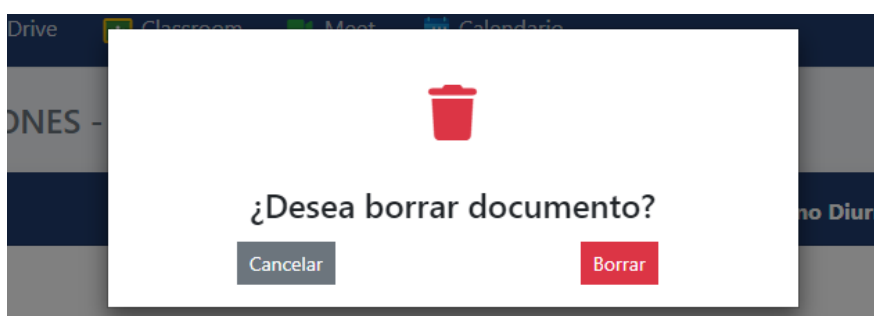 Drive Classroom Meet Calendario
ONES -
¿Desea borrar documento?
no Diur
Cancelar Borrar